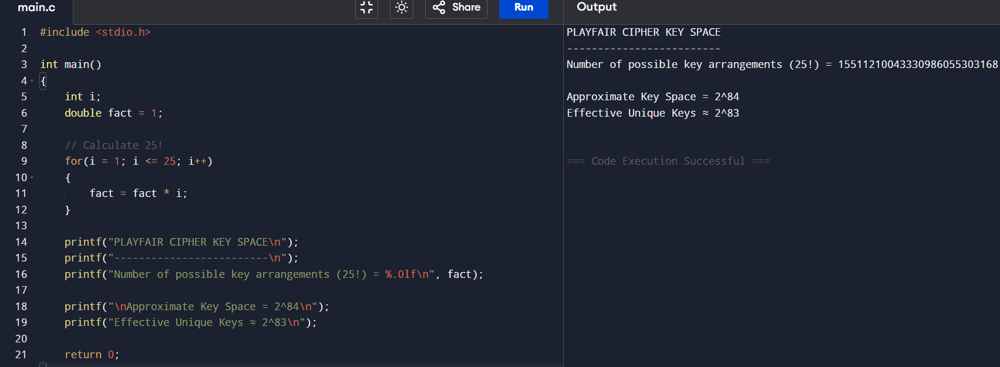 main.c
Share
Run
Output
1 #include <stdio.h>
2
3 int main()
4 {
5     int i;
6     double fact = 1;
7
8     // Calculate 25!
9     for(i = 1; i <= 25; i++)
10     {
11         fact = fact * i;
12     }
13
14     printf("PLAYFAIR CIPHER KEY SPACE\n");
15     printf("-------------------------\n");
16     printf("Number of possible key arrangements (25!) = %.0lf\n", fact);
17
18     printf("\nApproximate Key Space = 2^84\n");
19     printf("Effective Unique Keys ≈ 2^83\n");
20
21     return 0;
PLAYFAIR CIPHER KEY SPACE
-------------------------
Number of possible key arrangements (25!) = 15511210043330986055303168
Approximate Key Space = 2^84
Effective Unique Keys ≈ 2^83
=== Code Execution Successful ===